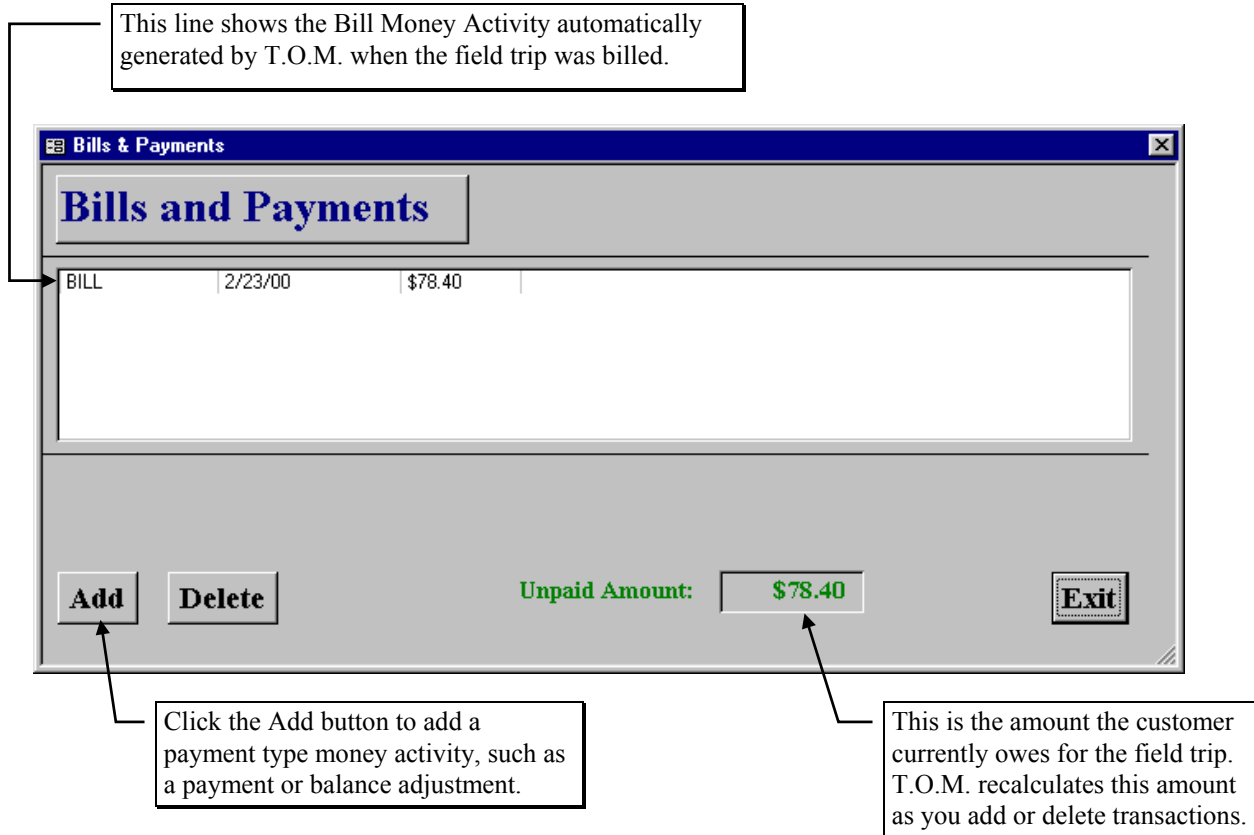 This line shows the Bill Money Activity automatically
generated by T.O.M. when the field trip was billed.
Bills & Payments
Bills and Payments
BILL 2/23/00 $78.40
Add Delete Unpaid Amount: $78.40 Exit
Click the Add button to add a
payment type money activity, such as
a payment or balance adjustment.
This is the amount the customer
currently owes for the field trip.
T.O.M. recalculates this amount
as you add or delete transactions.